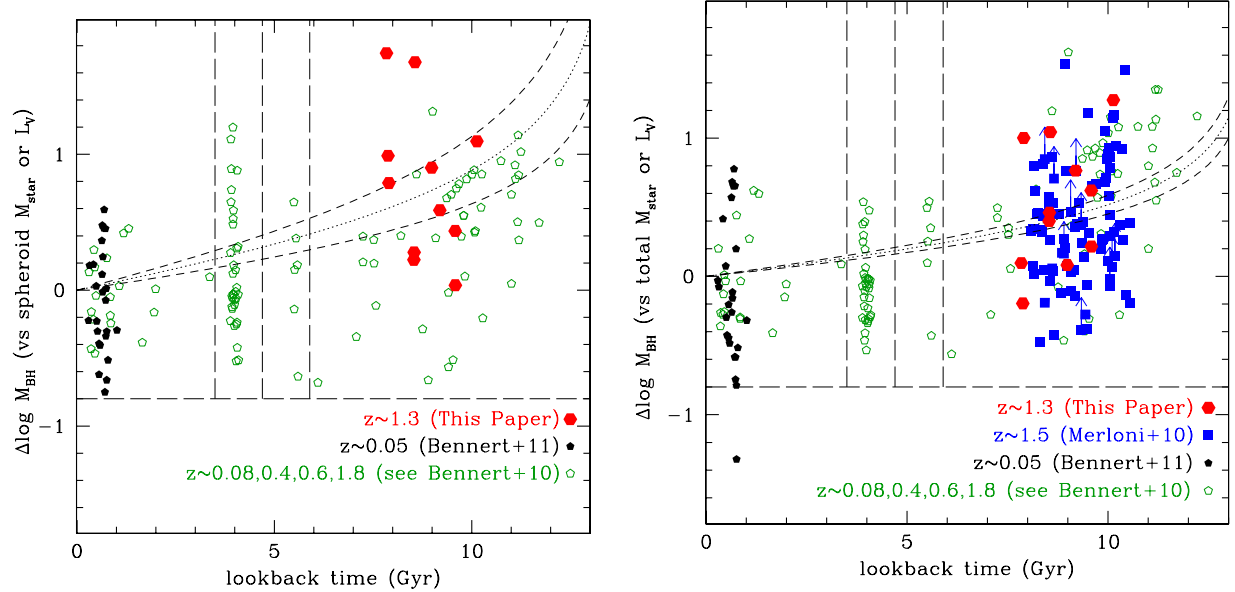 Δlog M_BH (vs spheroid M_star or L_V)
1
0
−1
z~1.3 (This Paper)
z~0.05 (Bennert+11)
z~0.08,0.4,0.6,1.8 (see Bennert+10)
0 5 10
lookback time (Gyr)
Δlog M_BH (vs total M_star or L_V)
1
0
−1
z~1.3 (This Paper)
z~1.5 (Merloni+10)
z~0.05 (Bennert+11)
z~0.08,0.4,0.6,1.8 (see Bennert+10)
0 5 10
lookback time (Gyr)